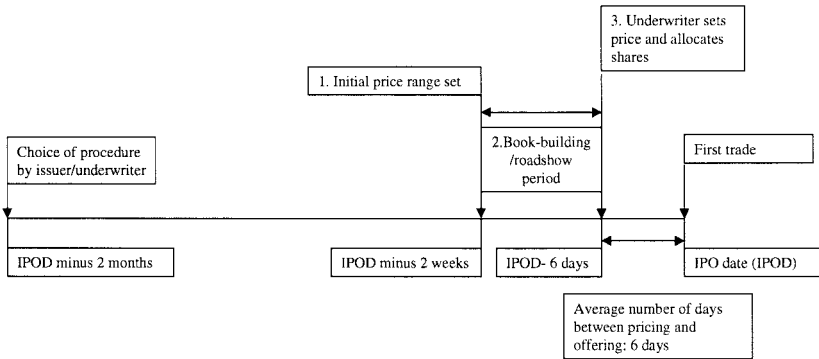 3. Underwriter sets
price and allocates
shares
1. Initial price range set
Choice of procedure
by issuer/underwriter
2.Book-building
/roadshow
period
First trade
IPOD minus 2 months
IPOD minus 2 weeks
IPOD- 6 days
IPO date (IPOD)
Average number of days
between pricing and
offering: 6 days